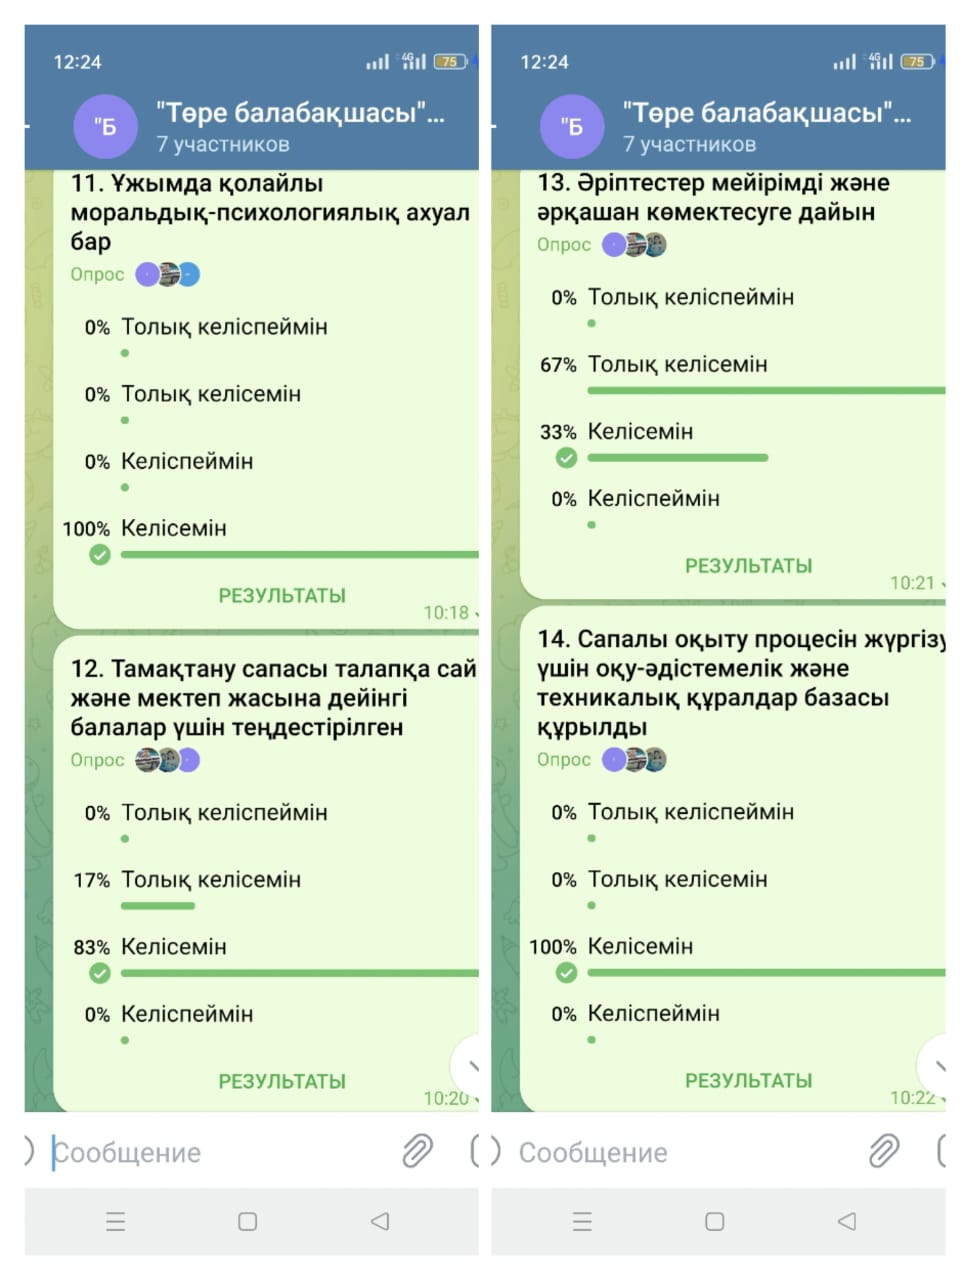 12:24
4G
75
"Б
"Төре балабақшасы"...
7 участников
11. Ұжымда қолайлы
моральдық-психологиялық ахуал
бар
Опрос
0% Толық келіспеймін
0% Толық келісемін
0% Келіспеймін
100% Келісемін
РЕЗУЛЬТАТЫ
10:18
12. Тамақтану сапасы талапқа сай
және мектеп жасына дейінгі
балалар үшін теңдестірілген
Опрос
0% Толық келіспеймін
17% Толық келісемін
83% Келісемін
0% Келіспеймін
РЕЗУЛЬТАТЫ
10:20
Сообщение
12:24
4G
75
"Б
"Төре балабақшасы"...
7 участников
13. Әріптестер мейірімді және
әрқашан көмектесуге дайын
Опрос
0% Толық келіспеймін
67% Толық келісемін
33% Келісемін
0% Келіспеймін
РЕЗУЛЬТАТЫ
10:21
14. Сапалы оқыту процесін жүргізу
үшін оқу-әдістемелік және
техникалық құралдар базасы
құрылды
Опрос
0% Толық келіспеймін
0% Толық келісемін
100% Келісемін
0% Келіспеймін
РЕЗУЛЬТАТЫ
10:22
Сообщение